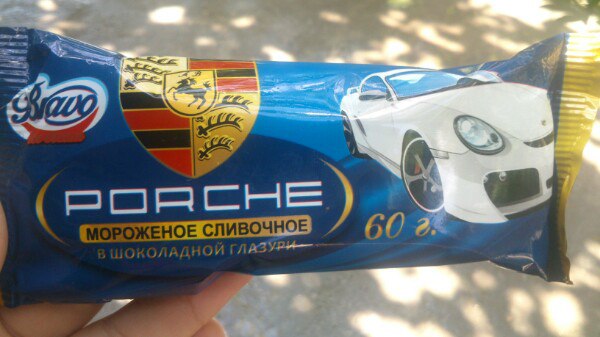 Bravo
PORCHE
МОРОЖЕНОЕ СЛИВОЧНОЕ
В ШОКОЛАДНОЙ ГЛАЗУРИ
60 г.